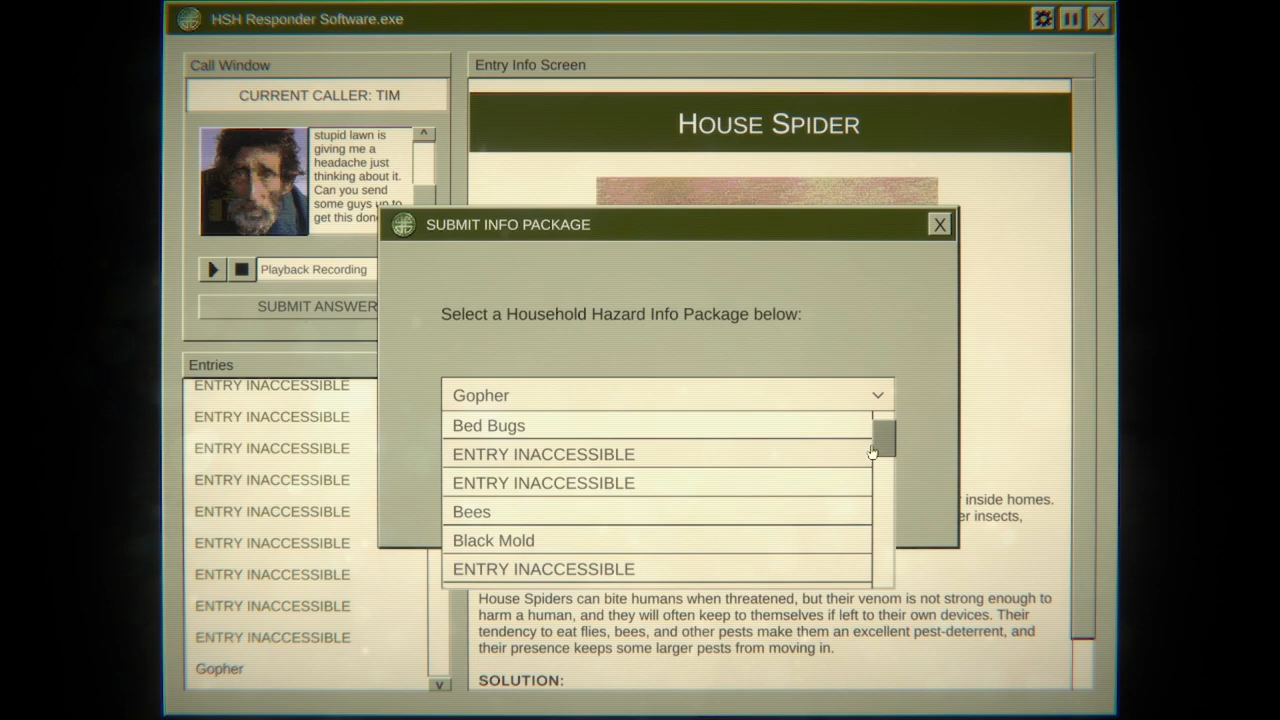 HSH Responder Software.exe
X
Call Window
CURRENT CALLER: TIM
stupid lawn is
giving me a
headache just
thinking about it.
Can you send
some guys up to
get this done
Playback Recording
SUBMIT ANSWER
Entries
ENTRY INACCESSIBLE
ENTRY INACCESSIBLE
ENTRY INACCESSIBLE
ENTRY INACCESSIBLE
ENTRY INACCESSIBLE
ENTRY INACCESSIBLE
ENTRY INACCESSIBLE
ENTRY INACCESSIBLE
ENTRY INACCESSIBLE
Gopher
Entry Info Screen
HOUSE SPIDER
SUBMIT INFO PACKAGE
X
Select a Household Hazard Info Package below:
Gopher
Bed Bugs
ENTRY INACCESSIBLE
ENTRY INACCESSIBLE
Bees
Black Mold
ENTRY INACCESSIBLE
inside homes.
insects,
House Spiders can bite humans when threatened, but their venom is not strong enough to
harm a human, and they will often keep to themselves if left to their own devices. Their
tendency to eat flies, bees, and other pests make them an excellent pest-deterrent, and
their presence keeps some larger pests from moving in.
SOLUTION: